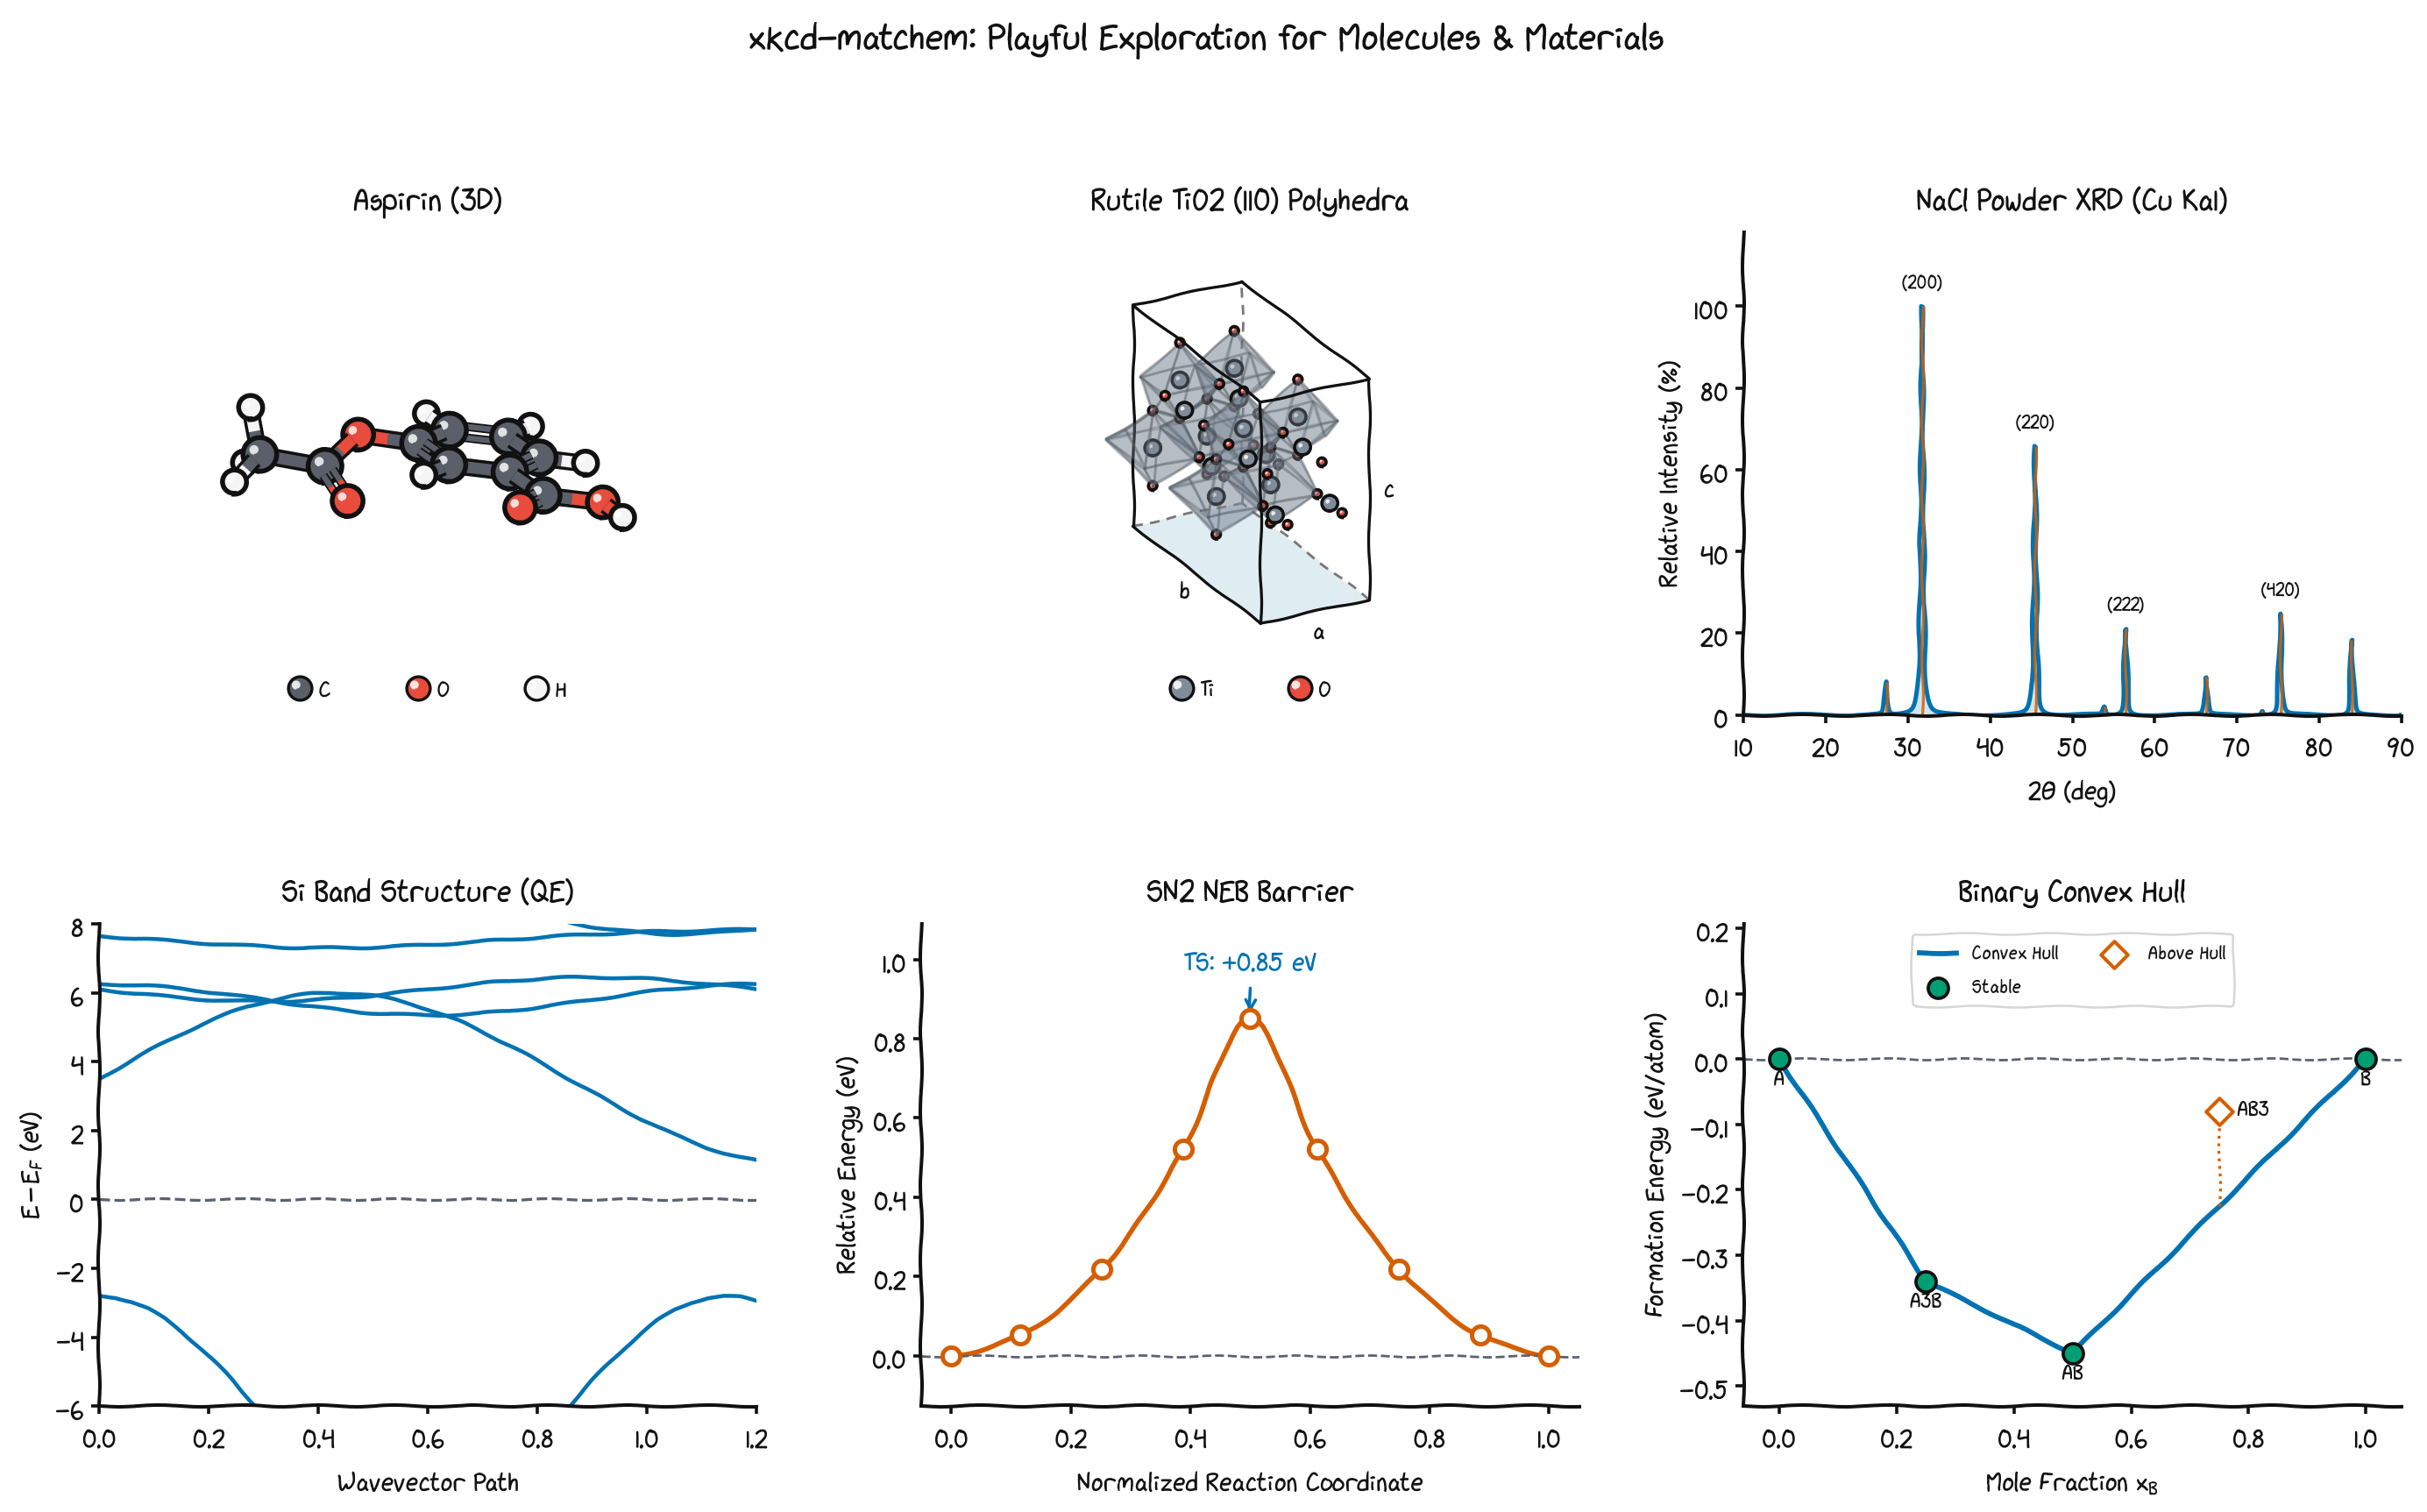 xkcd-matchem: Playful Exploration for Molecules & Materials
Aspirin (3D)
C
O
H
Rutile TiO2 (110) Polyhedra
c
b
a
Ti
O
NaCl Powder XRD (Cu Ka1)
Relative Intensity (%)
100
80
60
40
20
0
(200)
(220)
(222)
(420)
10 20 30 40 50 60 70 80 90
2θ (deg)
Si Band Structure (QE)
E-E_F (eV)
8
6
4
2
0
-2
-4
-6
0.0 0.2 0.4 0.6 0.8 1.0 1.2
Wavevector Path
SN2 NEB Barrier
Relative Energy (eV)
1.0
0.8
0.6
0.4
0.2
0.0
TS: +0.85 eV
0.0 0.2 0.4 0.6 0.8 1.0
Normalized Reaction Coordinate
Binary Convex Hull
Formation Energy (eV/atom)
0.2
0.1
0.0
-0.1
-0.2
-0.3
-0.4
-0.5
Convex Hull
Above Hull
Stable
A
B
AB3
A3B
AB
0.0 0.2 0.4 0.6 0.8 1.0
Mole Fraction x_B